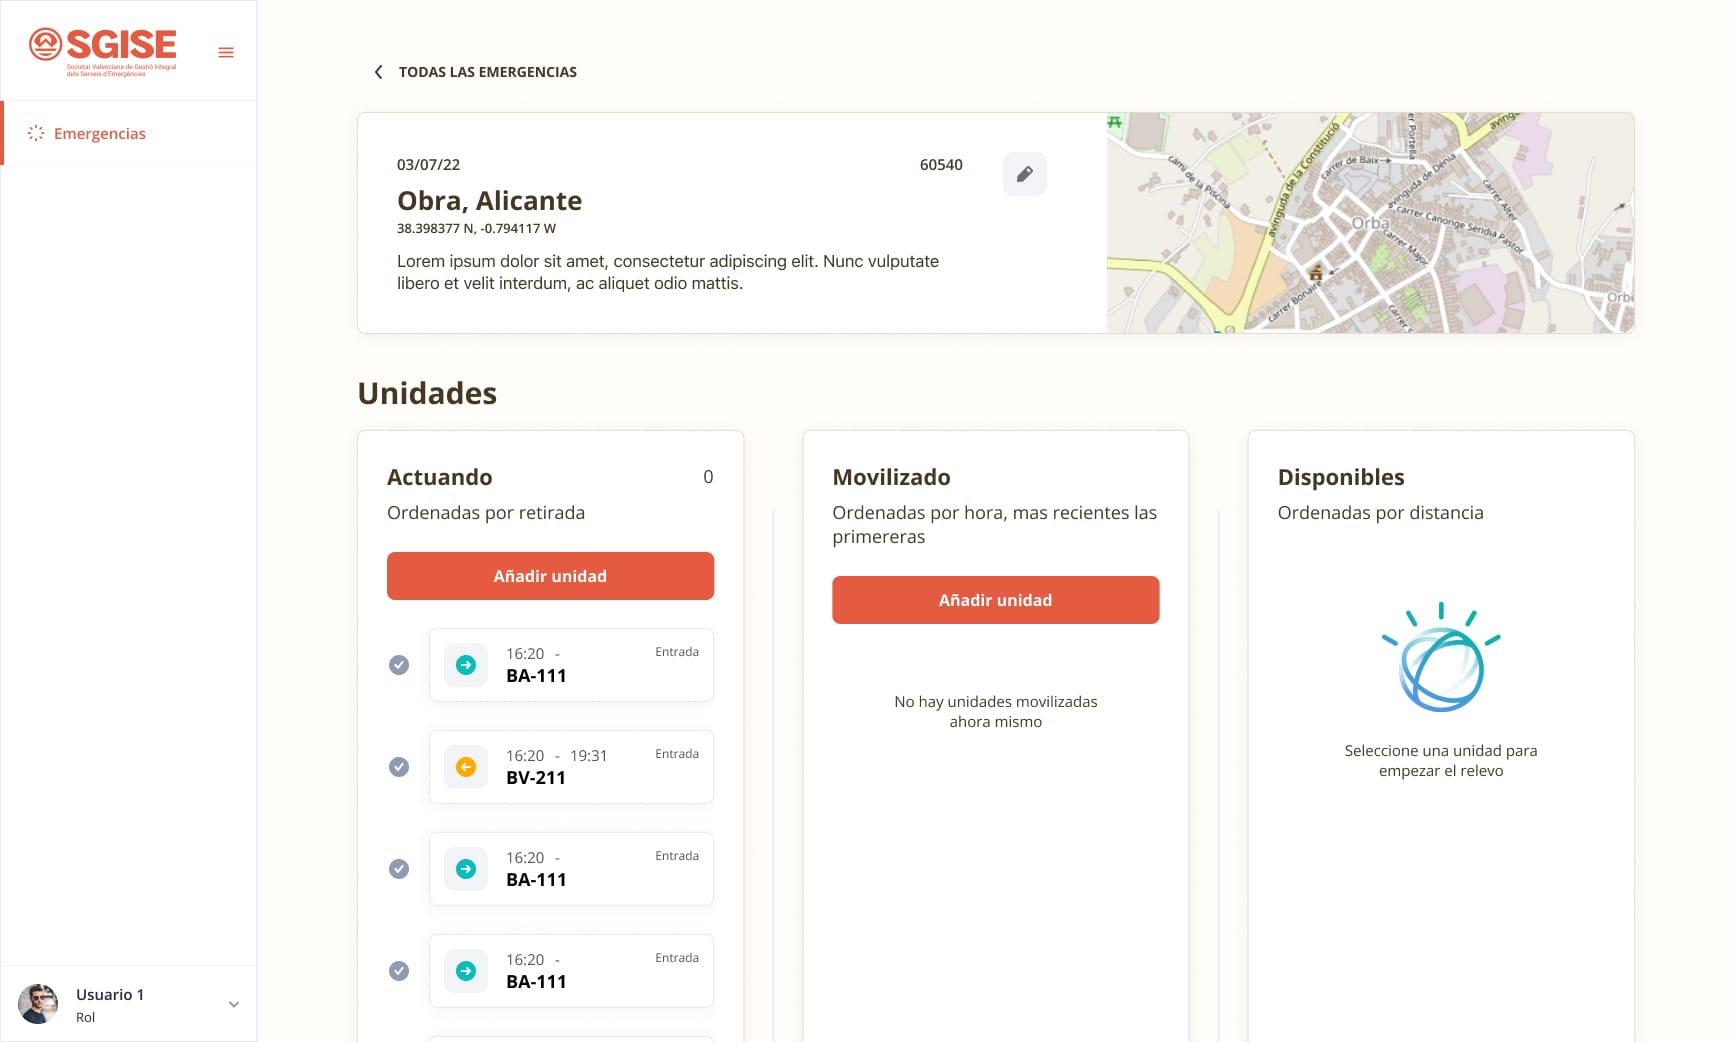 SGISE
Societat Valenciana de Gestió Integral
dels Serveis d'Emergències
Emergencias
TODAS LAS EMERGENCIAS
03/07/22
60540
Obra, Alicante
38.398377 N, -0.794117 W
Lorem ipsum dolor sit amet, consectetur adipiscing elit. Nunc vulputate
libero et velit interdum, ac aliquet odio mattis.
camí de la Piscina
avinguda de la Constitució
carrer de Baix
er Portella
avinguda
avinguda de Dénia
carrer Alter
carrer Canonge Sendia Pastor
Orba
carrer Major
carrer Bonaire
carrer
Orb
Unidades
Actuando
0
Ordenadas por retirada
Añadir unidad
16:20 -
Entrada
BA-111
16:20 - 19:31
Entrada
BV-211
16:20 -
Entrada
BA-111
16:20 -
Entrada
BA-111
Movilizado
Ordenadas por hora, mas recientes las
primereras
Añadir unidad
No hay unidades movilizadas
ahora mismo
Disponibles
Ordenadas por distancia
Seleccione una unidad para
empezar el relevo
Usuario 1
Rol